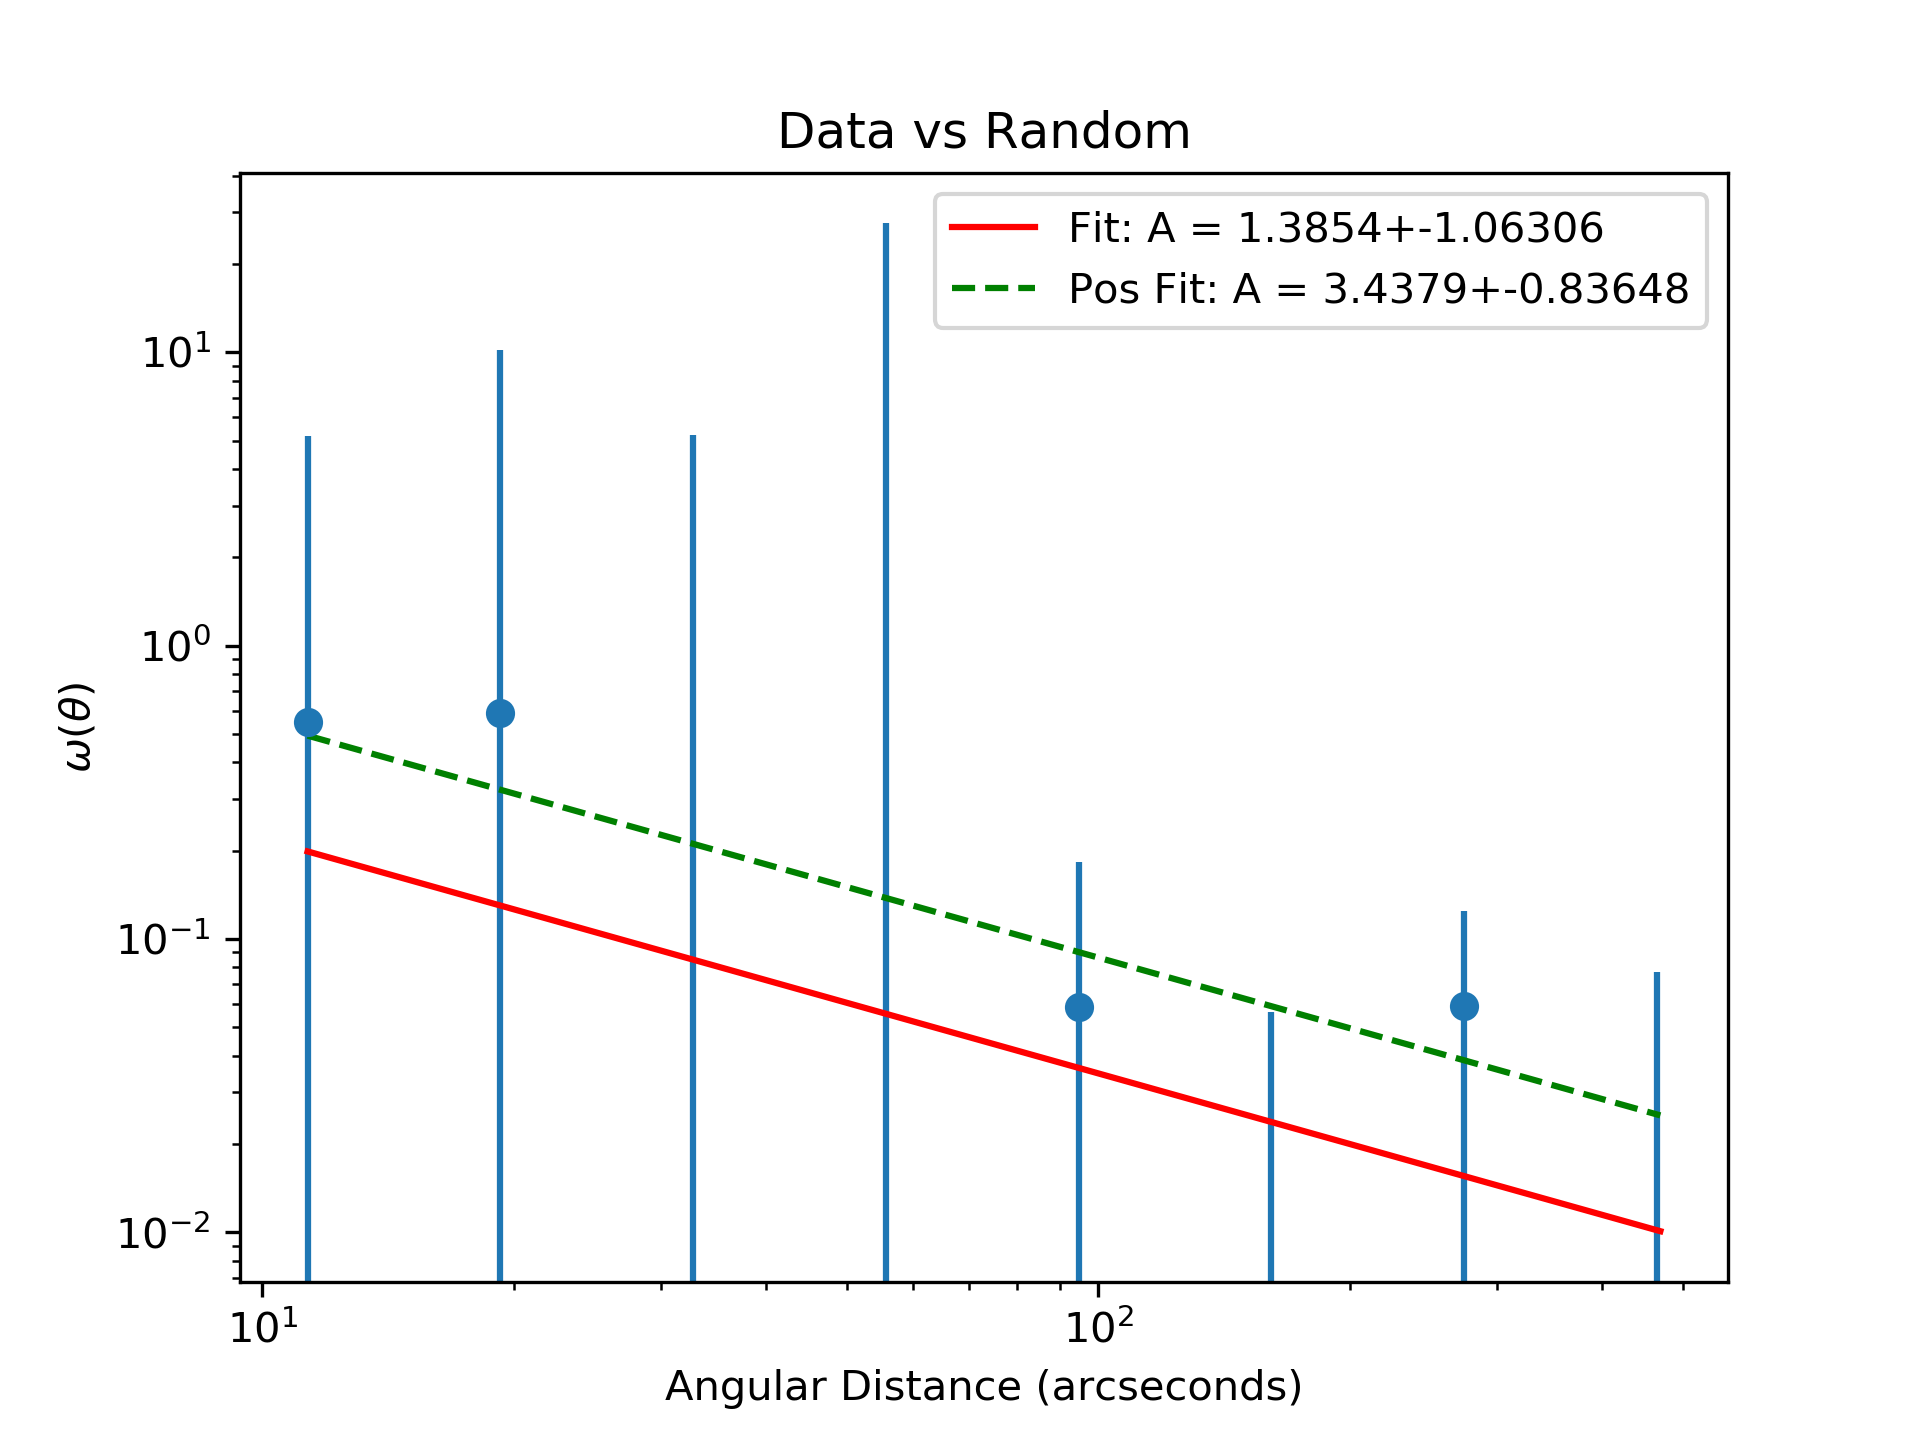 Data vs Random
Fit: A = 1.3854+-1.06306
Pos Fit: A = 3.4379+-0.83648
10¹
10⁰
10⁻¹
10⁻²
ω(θ)
10¹ 10²
Angular Distance (arcseconds)